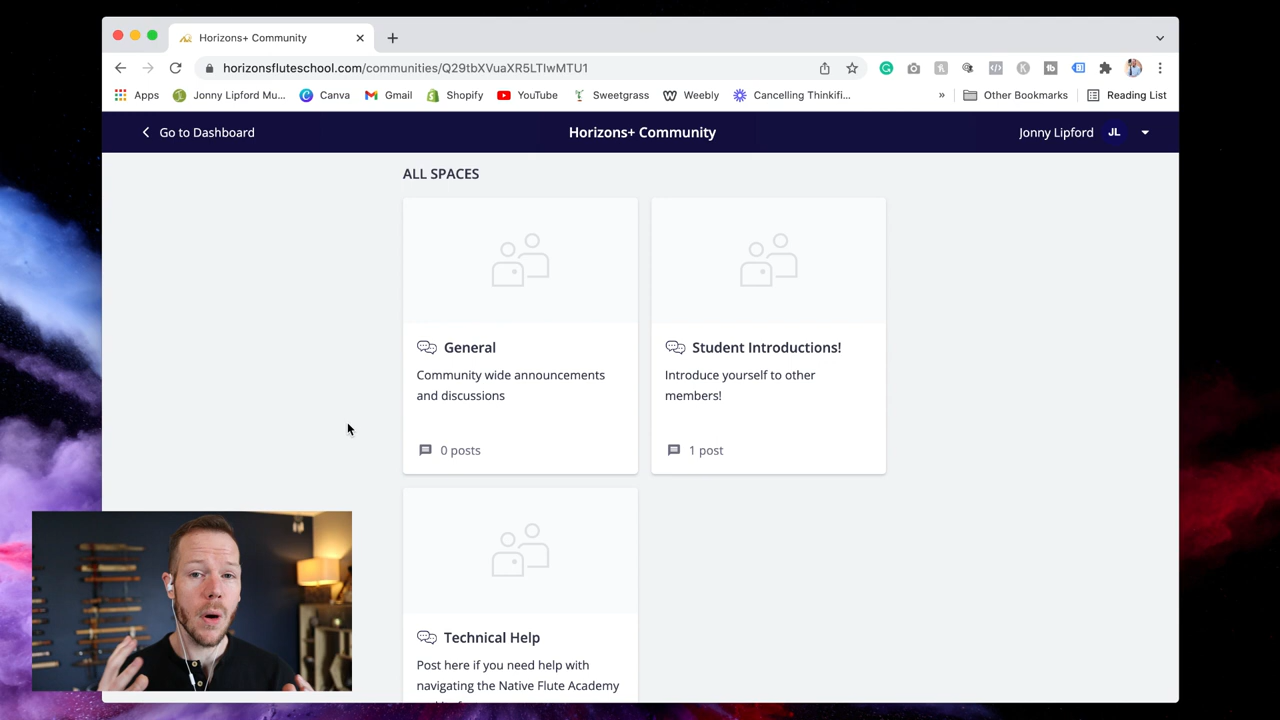 Horizons+ Community
horizonsfluteschool.com/communities/Q29tbXVuaXR5LTIwMTU1
Apps
Jonny Lipford Mu...
Canva
Gmail
Shopify
YouTube
Sweetgrass
Weebly
Cancelling Thinkifi...
»
Other Bookmarks
Reading List
Go to Dashboard
Horizons+ Community
Jonny Lipford
JL
ALL SPACES
General
Community wide announcements
and discussions
0 posts
Student Introductions!
Introduce yourself to other
members!
1 post
Technical Help
Post here if you need help with
navigating the Native Flute Academy